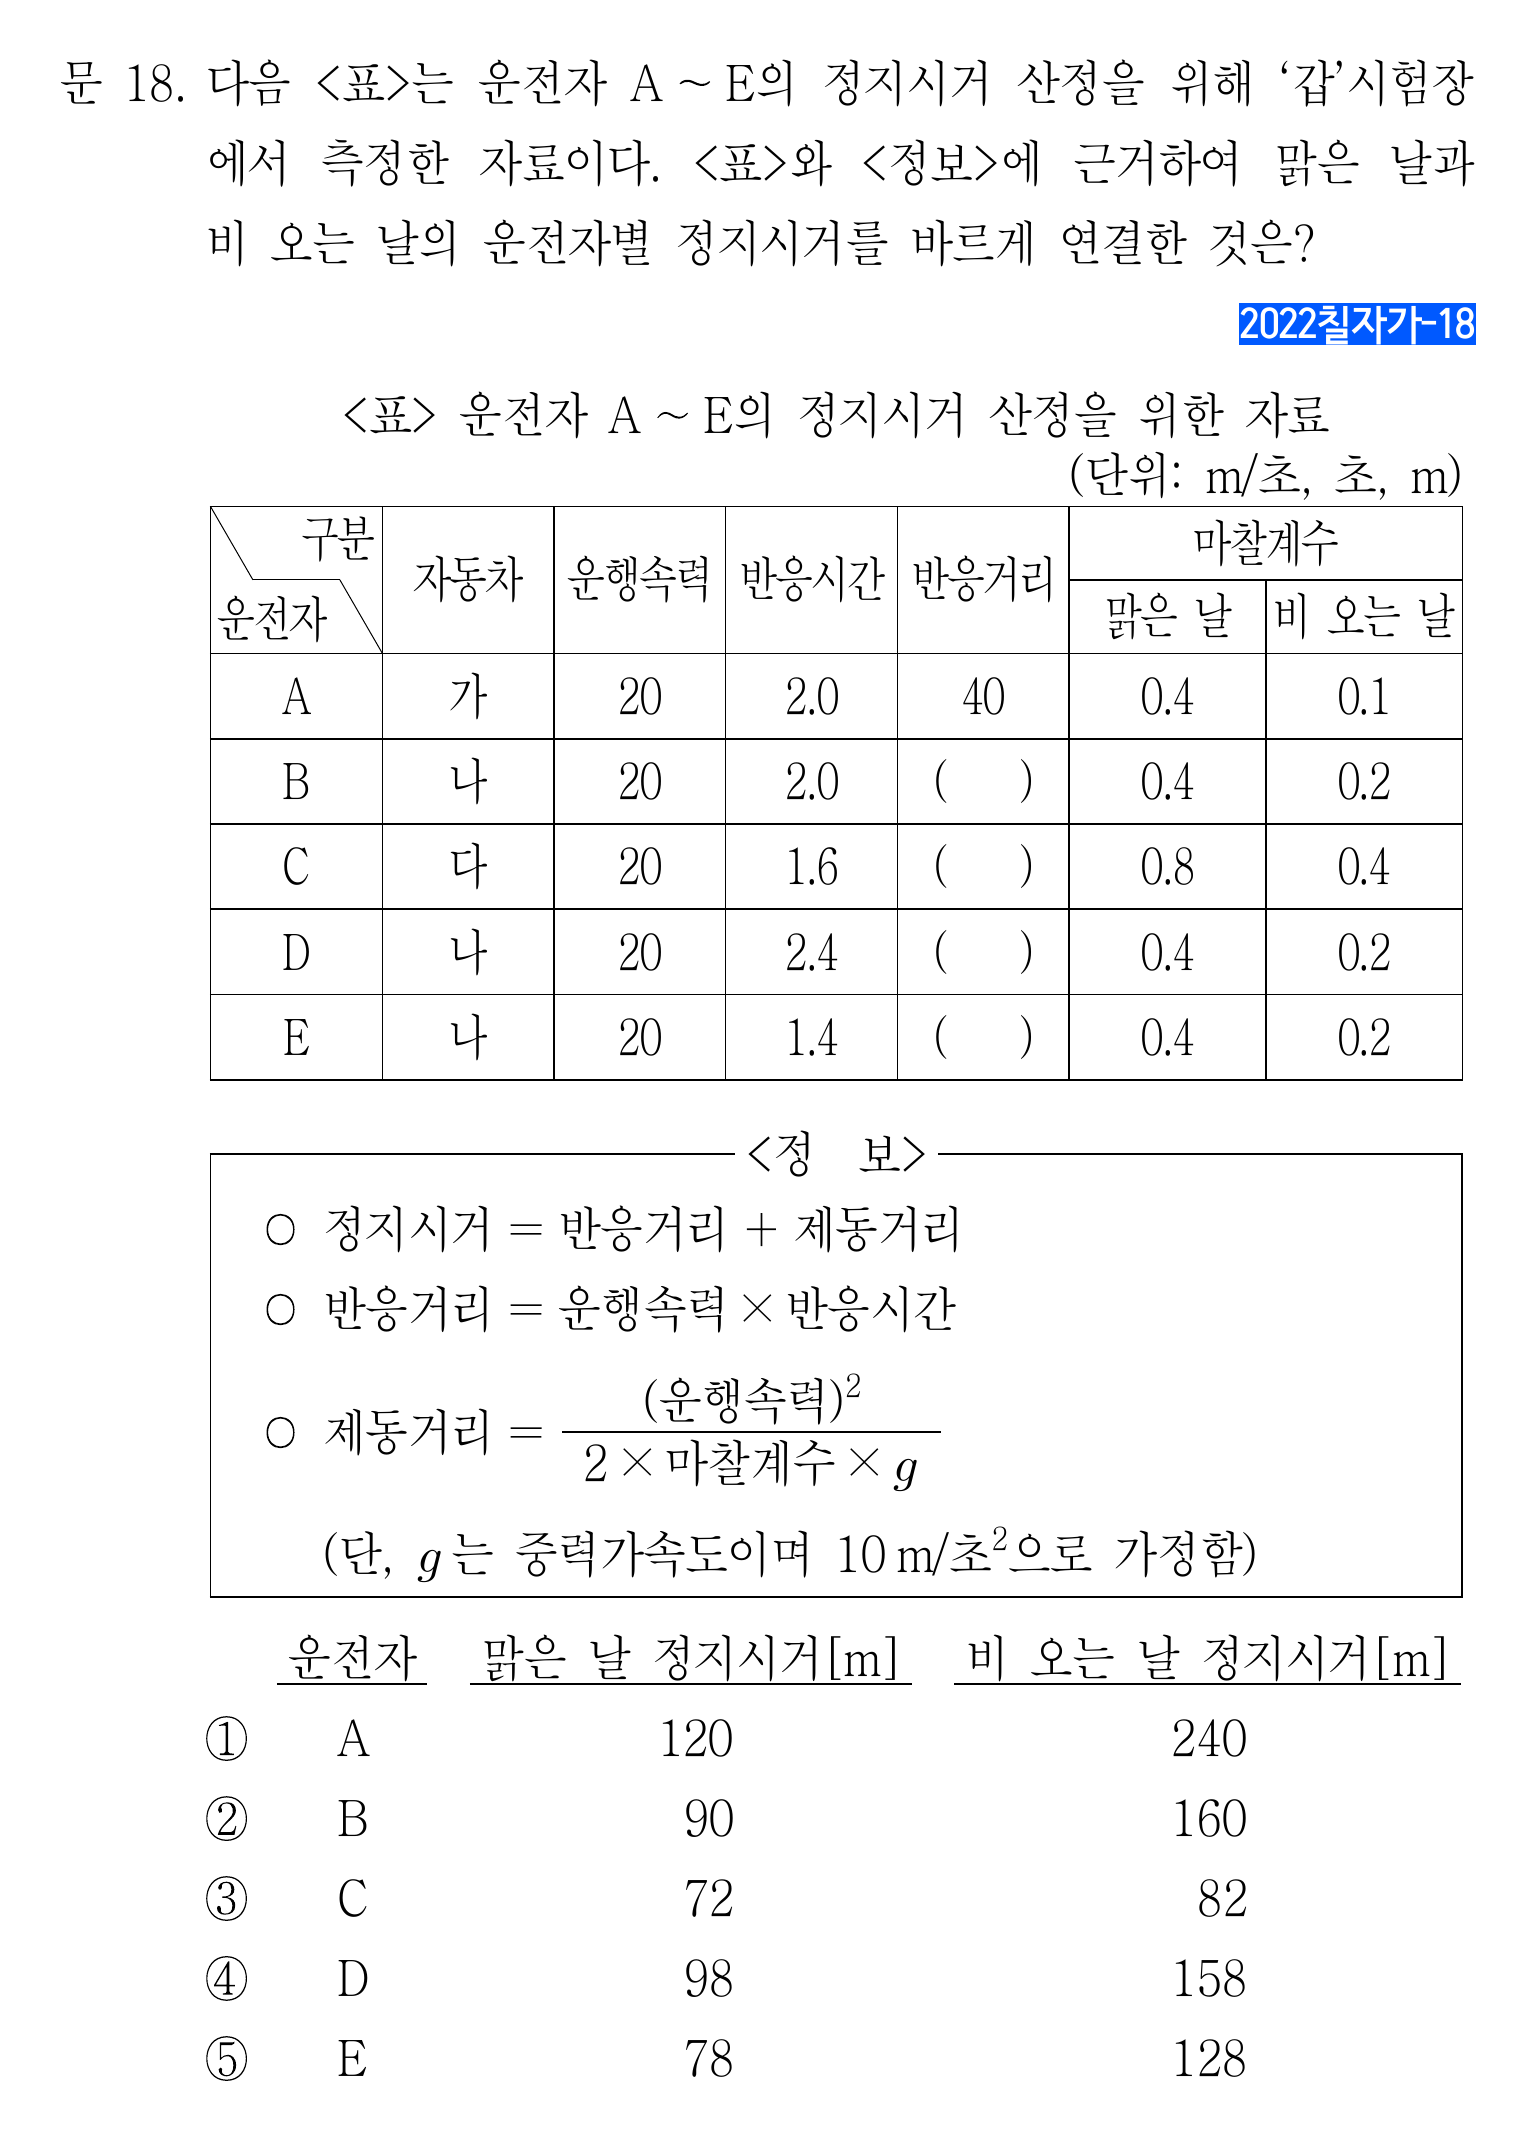 문 18. 다음 <표>는 운전자 A ~ E의 정지시거 산정을 위해 ‘갑’시험장
에서 측정한 자료이다. <표>와 <정보>에 근거하여 맑은 날과
비 오는 날의 운전자별 정지시거를 바르게 연결한 것은?
2022칠자가-18
<표> 운전자 A ~ E의 정지시거 산정을 위한 자료
(단위: m/초, 초, m)
구분 운전자 자동차 운행속력 반응시간 반응거리 마찰계수
맑은 날 비 오는 날
A 가 20 2.0 40 0.4 0.1
B 나 20 2.0 ( ) 0.4 0.2
C 다 20 1.6 ( ) 0.8 0.4
D 나 20 2.4 ( ) 0.4 0.2
E 나 20 1.4 ( ) 0.4 0.2
<정 보>
○ 정지시거 = 반응거리 + 제동거리
○ 반응거리 = 운행속력 × 반응시간
○ 제동거리 = (운행속력)² / 2 × 마찰계수 × g
(단, g는 중력가속도이며 10 m/초²으로 가정함)
운전자 맑은 날 정지시거[m] 비 오는 날 정지시거[m]
① A 120 240
② B 90 160
③ C 72 82
④ D 98 158
⑤ E 78 128